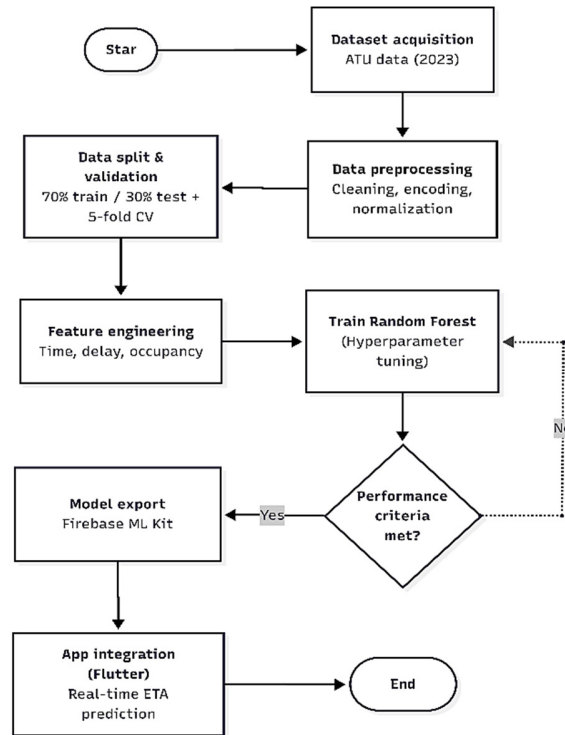 Star
Dataset acquisition
ATU data (2023)
Data preprocessing
Cleaning, encoding,
normalization
Data split &
validation
70% train / 30% test +
5-fold CV
Feature engineering
Time, delay, occupancy
Train Random Forest
(Hyperparameter
tuning)
Performance
criteria
met?
Yes
Model export
Firebase ML Kit
App integration
(Flutter)
Real-time ETA
prediction
End